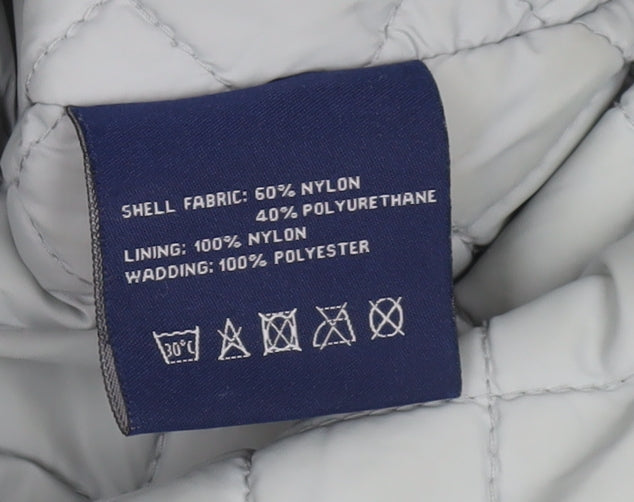 SHELL FABRIC: 60% NYLON
40% POLYURETHANE
LINING: 100% NYLON
WADDING: 100% POLYESTER
30°C